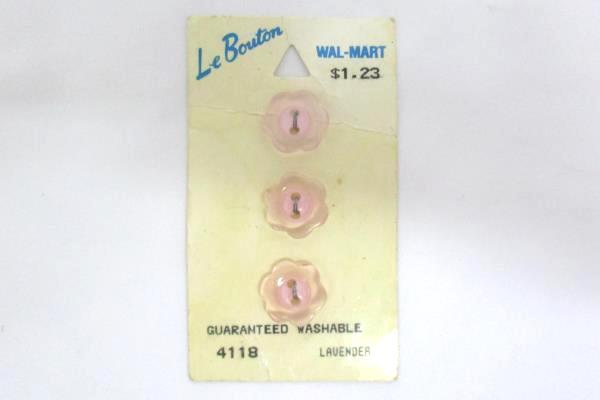 Le Bouton
WAL-MART
$1.23
GUARANTEED WASHABLE
4118 LAVENDER